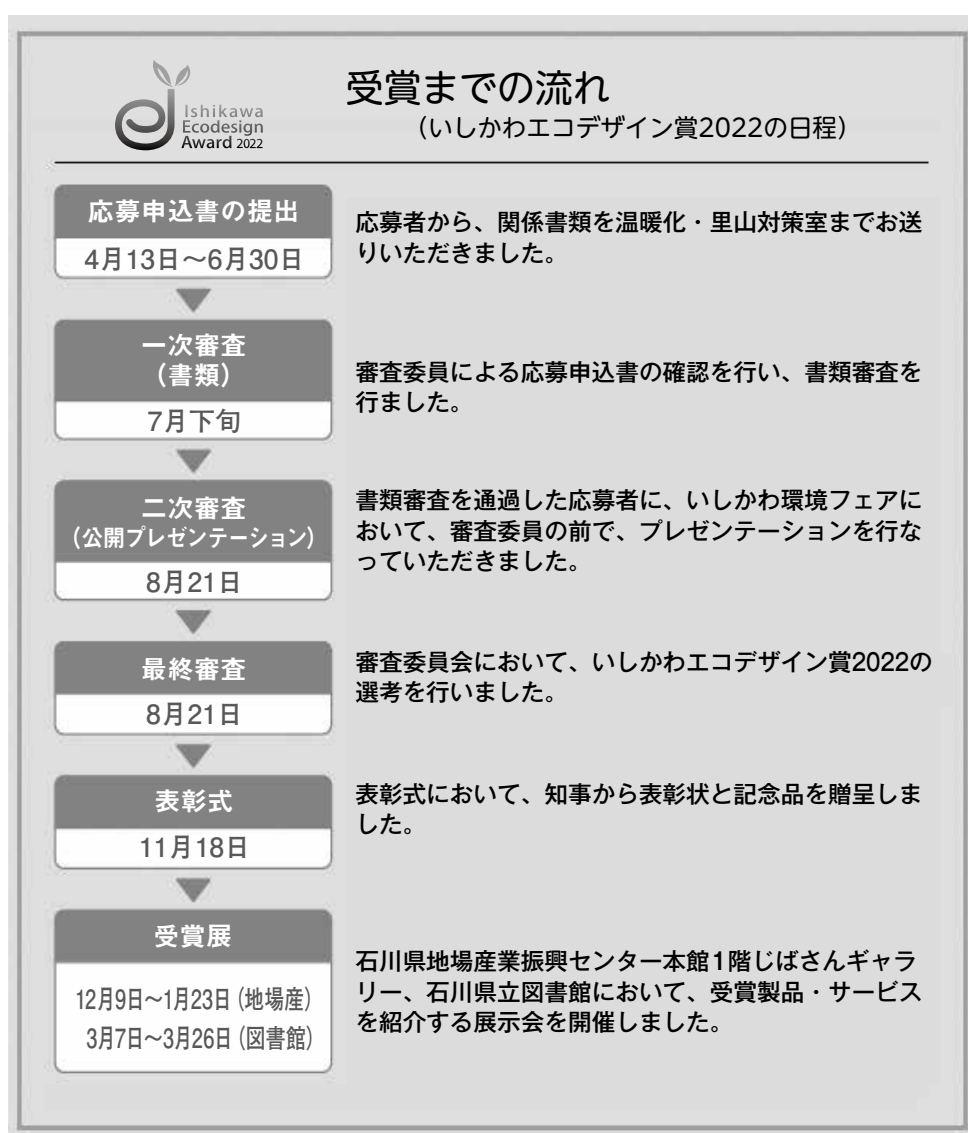 Ishikawa
Ecodesign
Award 2022
受賞までの流れ
（いしかわエコデザイン賞2022の日程）
応募申込書の提出
4月13日～6月30日
応募者から、関係書類を温暖化・里山対策室までお送
りいただきました。
一次審査
（書類）
7月下旬
審査委員による応募申込書の確認を行い、書類審査を
行ました。
二次審査
（公開プレゼンテーション）
8月21日
書類審査を通過した応募者に、いしかわ環境フェアに
おいて、審査委員の前で、プレゼンテーションを行な
っていただきました。
最終審査
8月21日
審査委員会において、いしかわエコデザイン賞2022の
選考を行いました。
表彰式
11月18日
表彰式において、知事から表彰状と記念品を贈呈しま
した。
受賞展
12月9日～1月23日（地場産）
3月7日～3月26日（図書館）
石川県地場産業振興センター本館1階じばさんギャラ
リー、石川県立図書館において、受賞製品・サービス
を紹介する展示会を開催しました。